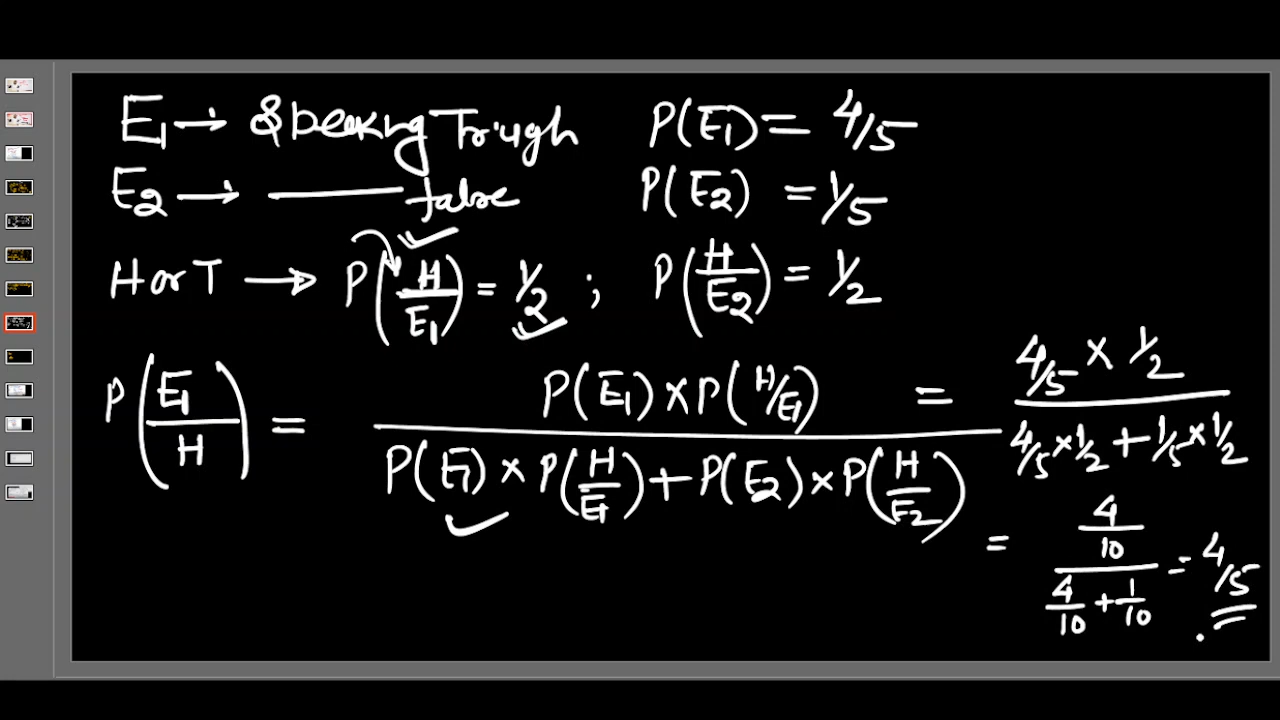 E1 → Speaking Trough P(E1) = 4/5
E2 → —— false P(E2) = 1/5
H or T → P(H/E1) = 1/2 ; P(H/E2) = 1/2
P(E1/H) = P(E1) × P(H/E1) / P(E1) × P(H/E1) + P(E2) × P(H/E2) = 4/5 × 1/2 / 4/5 × 1/2 + 1/5 × 1/2
= 4/10 / 4/10 + 1/10 = 4/5